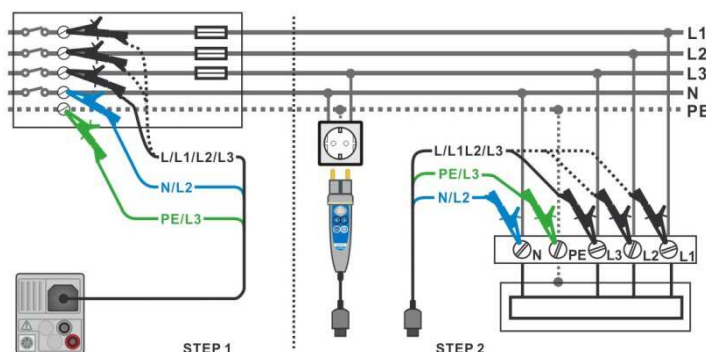 L1
L2
L3
N
PE
L/L1/L2/L3
N/L2
PE/L3
STEP 1
L/L1L2/L3
PE/L3
N/L2
N
PE
L3
L2
L1
STEP 2